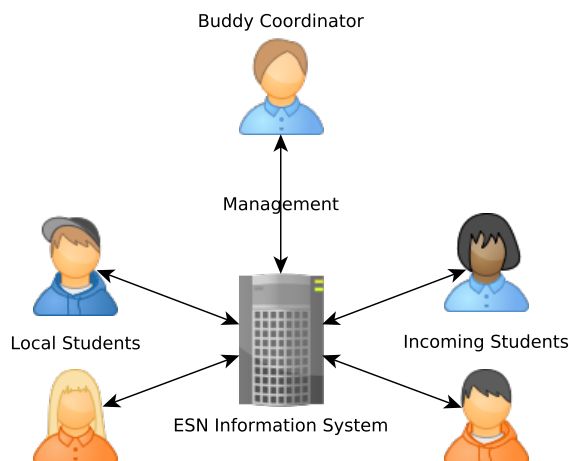 Buddy Coordinator
Management
Local Students
Incoming Students
ESN Information System